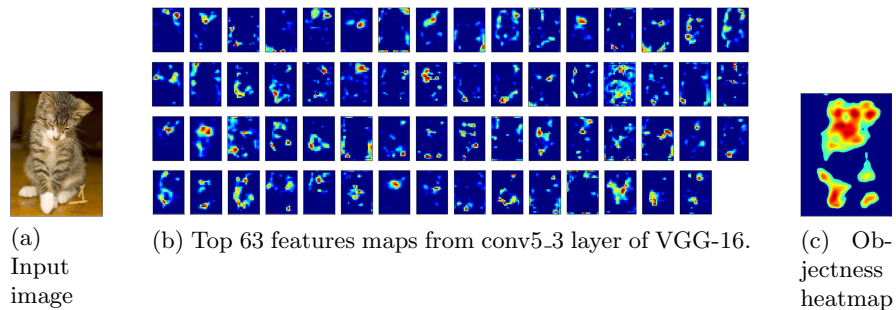 (a)
Input
image
(b) Top 63 features maps from conv5_3 layer of VGG-16.
(c) Ob-
jectness
heatmap